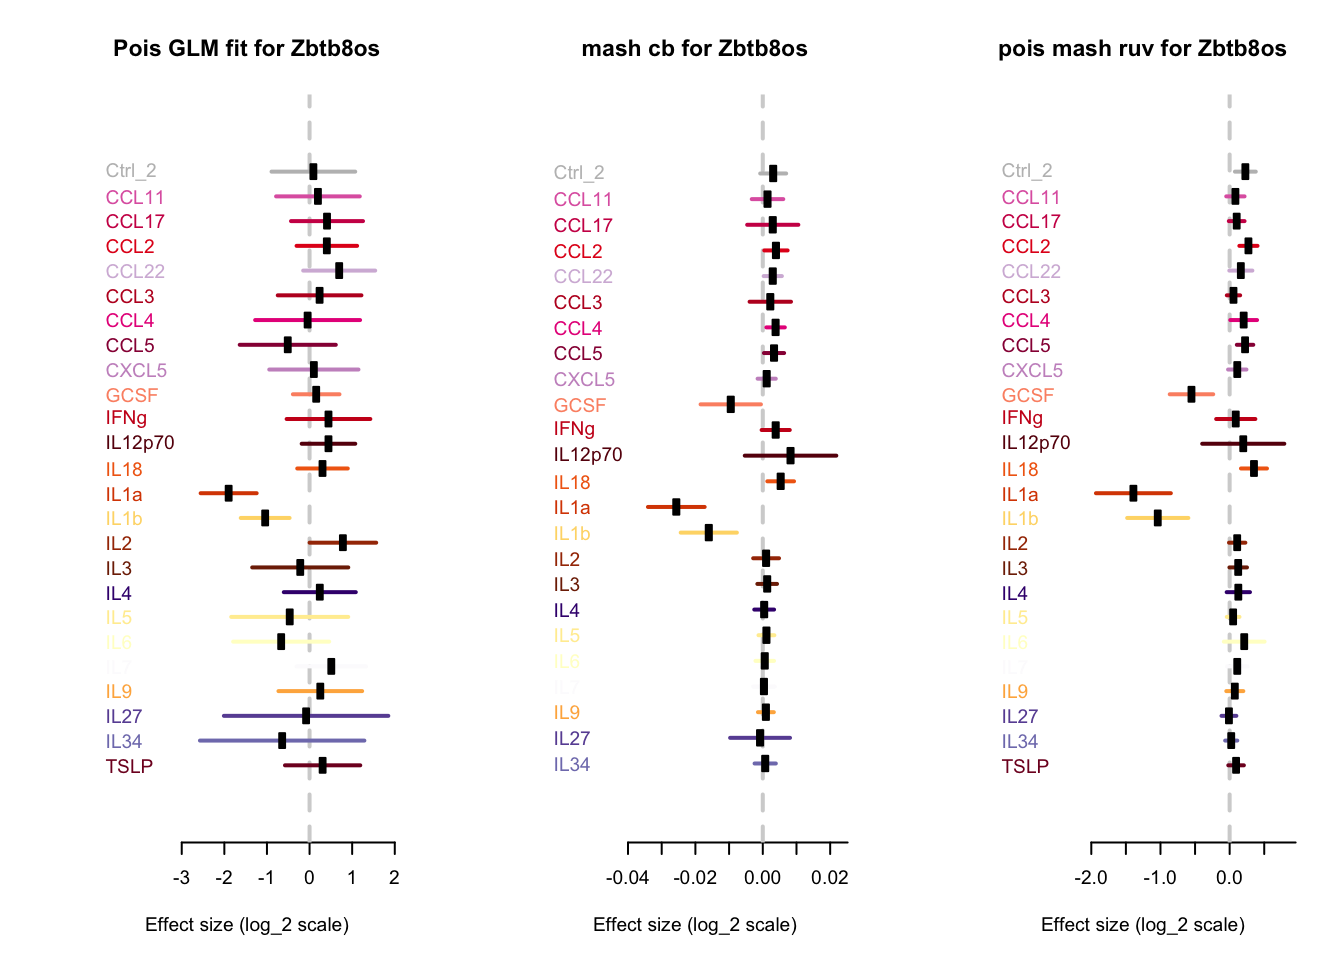 Pois GLM fit for Zbtb8os
Ctrl_2
CCL11
CCL17
CCL2
CCL22
CCL3
CCL4
CCL5
CXCL5
GCSF
IFNg
IL12p70
IL18
IL1a
IL1b
IL2
IL3
IL4
IL5
IL6
IL7
IL9
IL27
IL34
TSLP
-3 -2 -1 0 1 2
Effect size (log_2 scale)
mash cb for Zbtb8os
Ctrl_2
CCL11
CCL17
CCL2
CCL22
CCL3
CCL4
CCL5
CXCL5
GCSF
IFNg
IL12p70
IL18
IL1a
IL1b
IL2
IL3
IL4
IL5
IL6
IL7
IL9
IL27
IL34
-0.04 -0.02 0.00 0.02
Effect size (log_2 scale)
pois mash ruv for Zbtb8os
Ctrl_2
CCL11
CCL17
CCL2
CCL22
CCL3
CCL4
CCL5
CXCL5
GCSF
IFNg
IL12p70
IL18
IL1a
IL1b
IL2
IL3
IL4
IL5
IL6
IL7
IL9
IL27
IL34
TSLP
-2.0 -1.0 0.0
Effect size (log_2 scale)